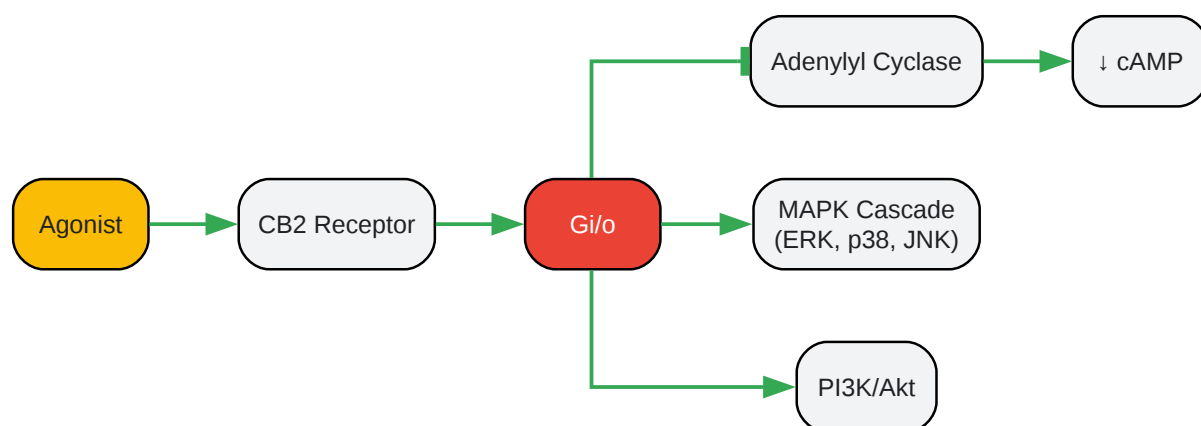 Adenylyl Cyclase
↓ cAMP
Agonist
CB2 Receptor
Gi/o
MAPK Cascade
(ERK, p38, JNK)
PI3K/Akt